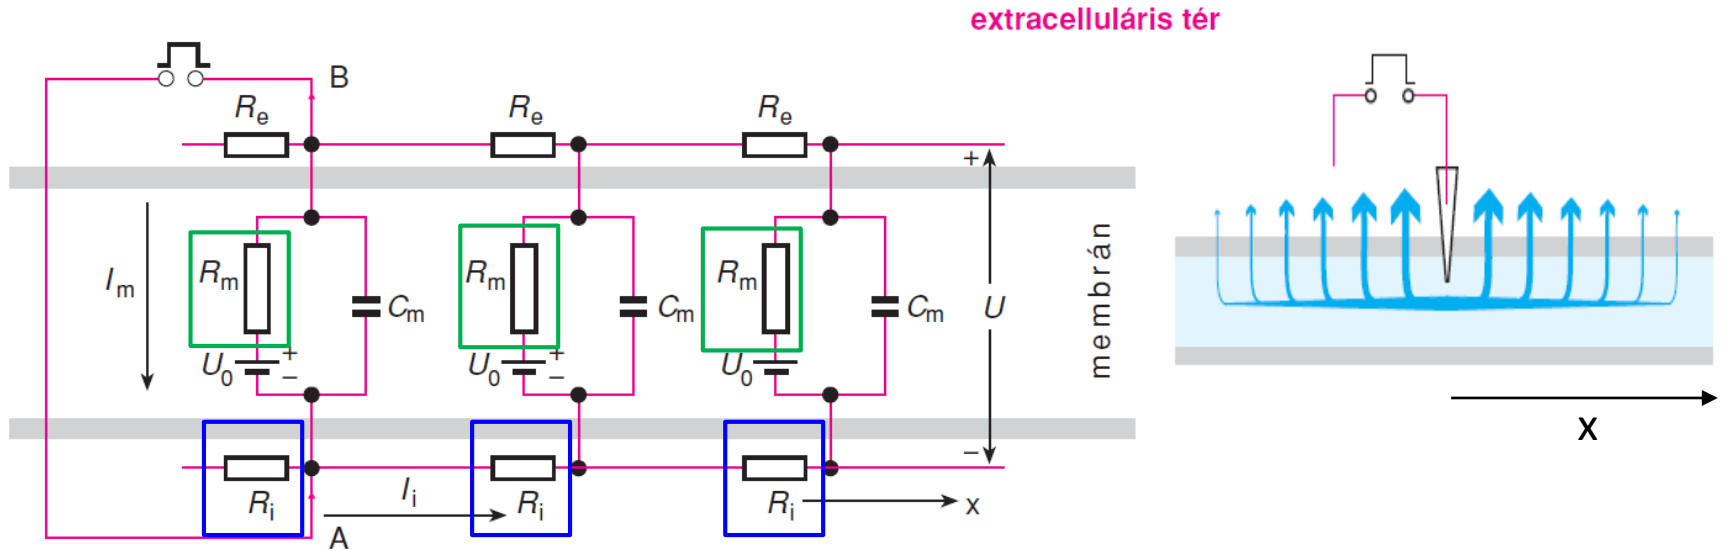 extracelluláris tér
B
Re Re Re
+
Im Rm Cm Rm Cm Rm Cm U membrán
U0 + − U0 + − U0
−
Ri Ii Ri Ri x
A
X